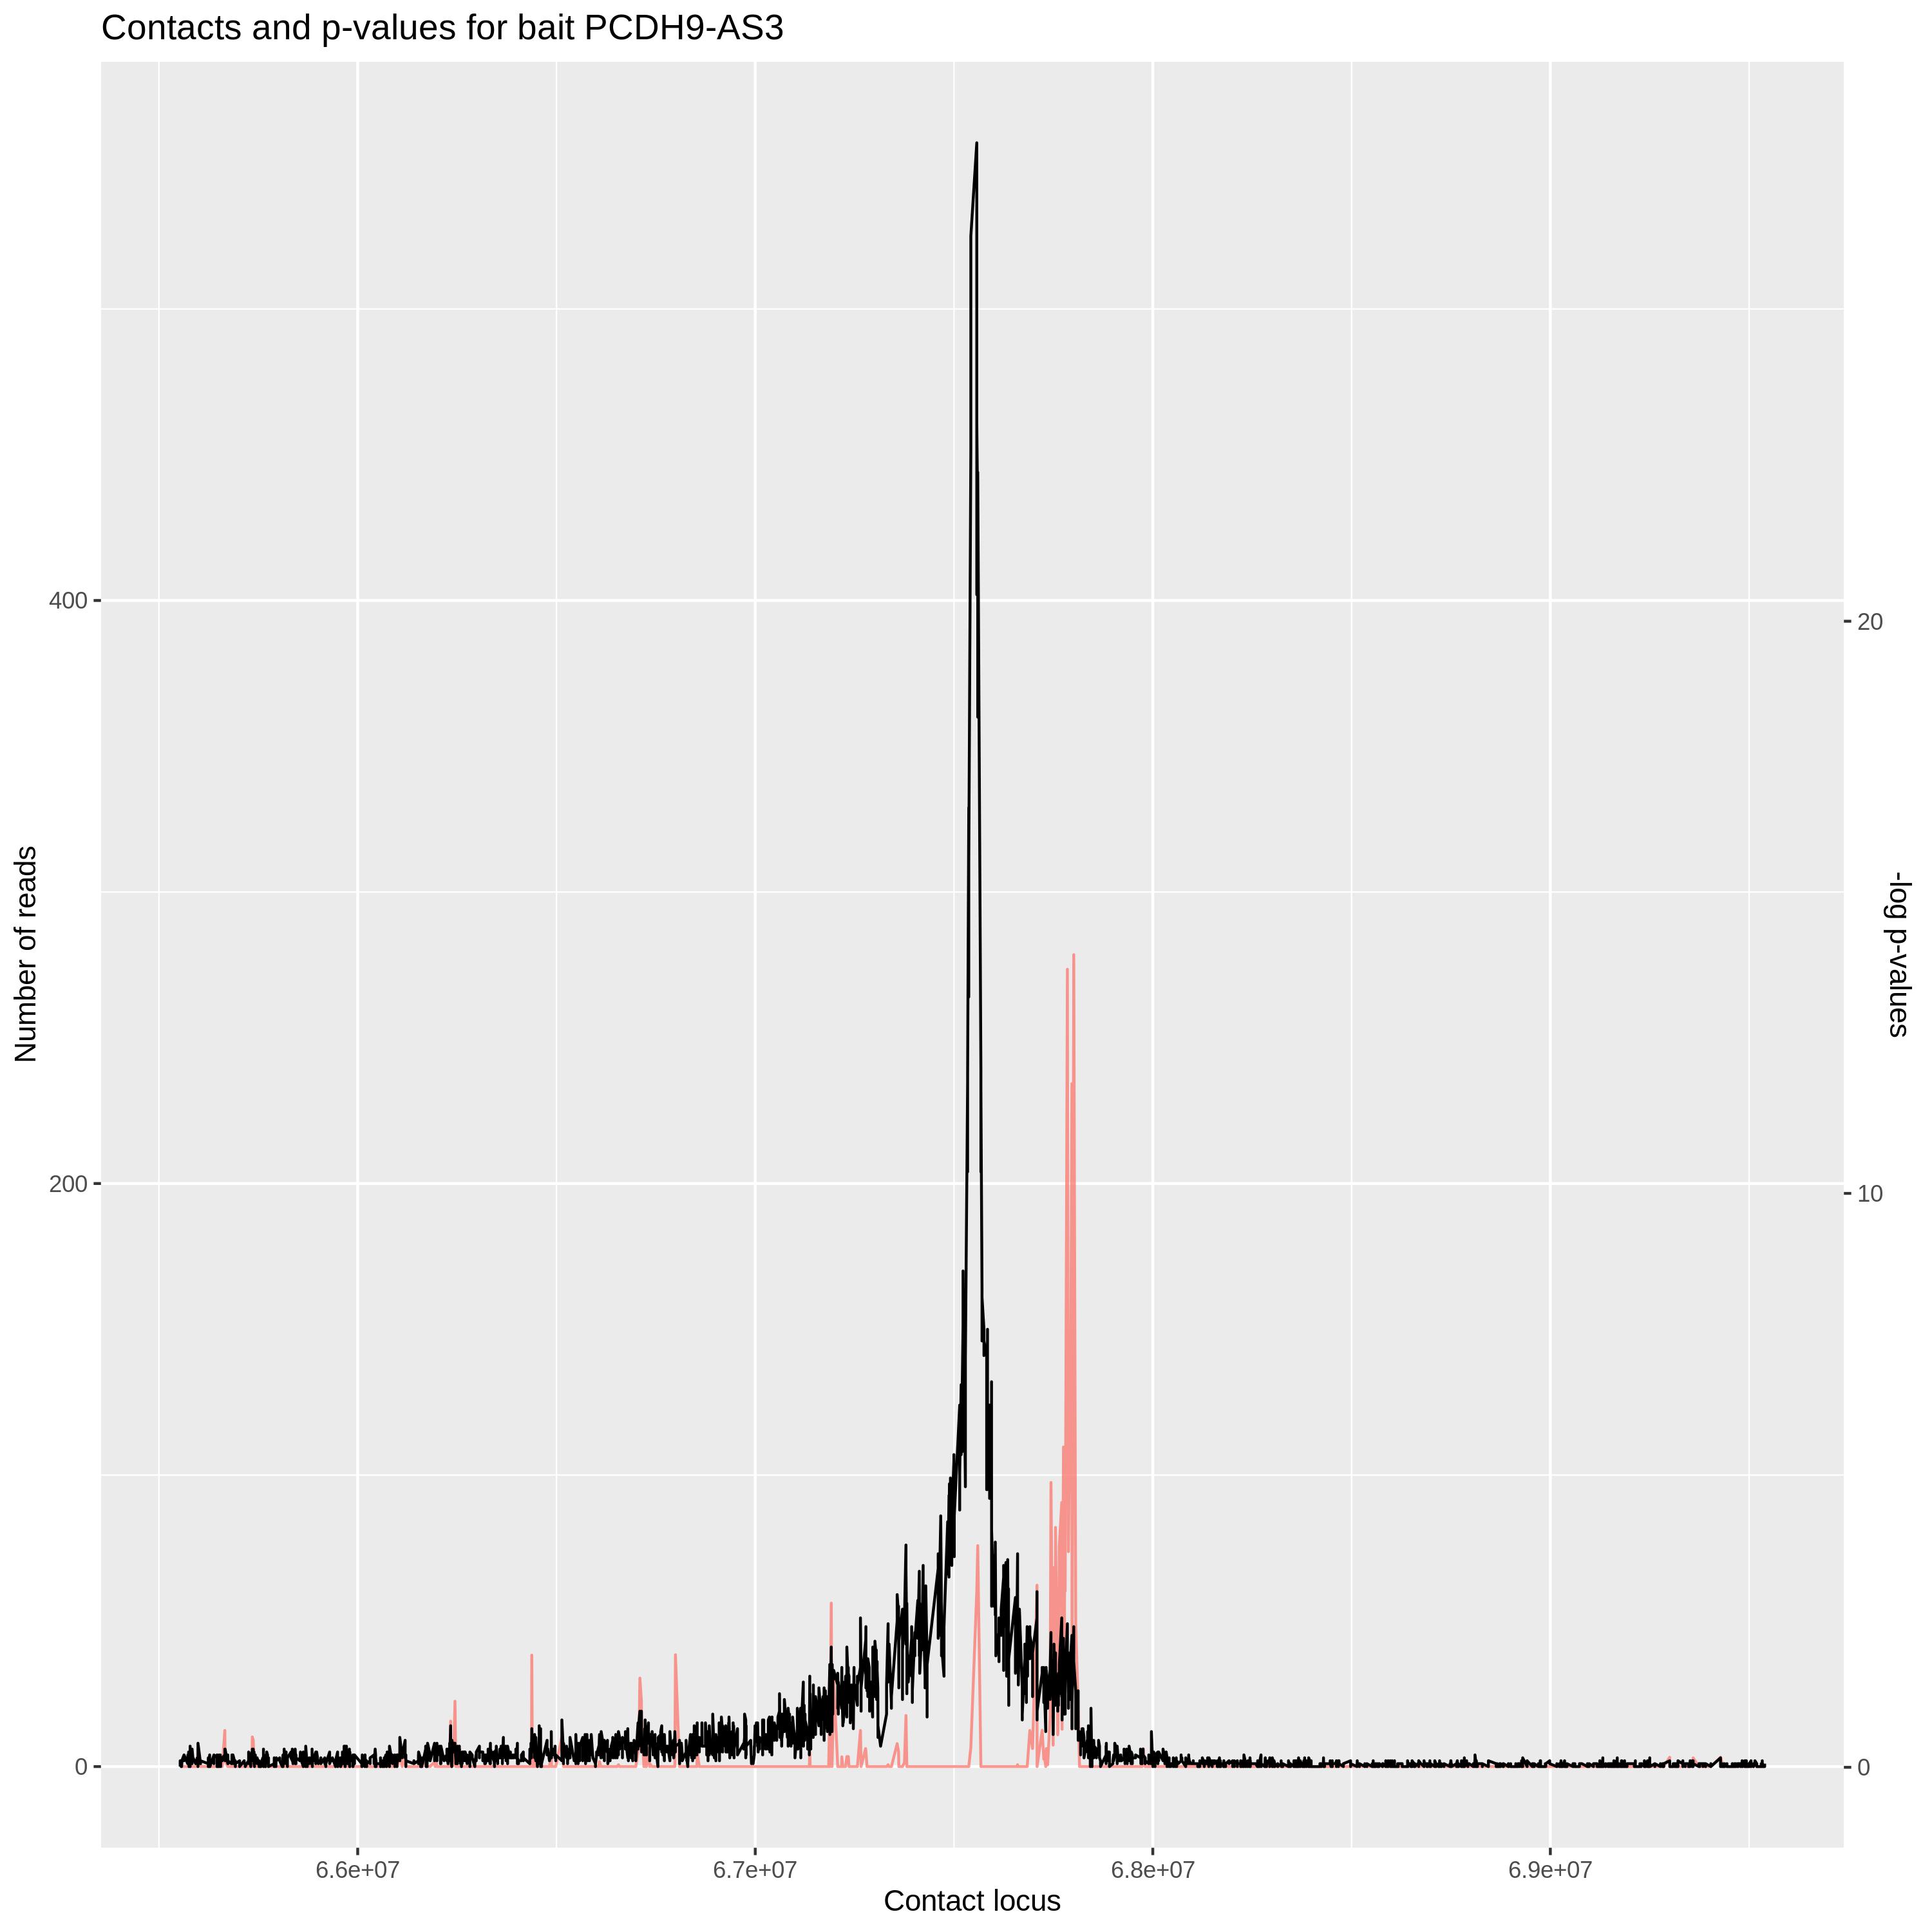 Contacts and p-values for bait PCDH9-AS3
Number of reads
400
200
0
20
10
0
-log p-values
6.6e+07 6.7e+07 6.8e+07 6.9e+07
Contact locus